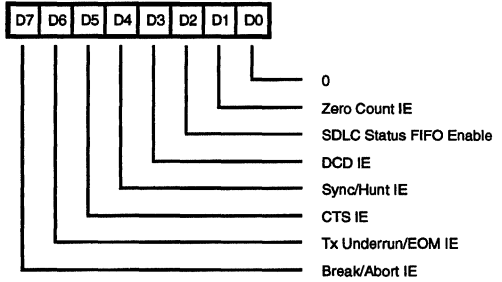 D7 D6 D5 D4 D3 D2 D1 D0
0
Zero Count IE
SDLC Status FIFO Enable
DCD IE
Sync/Hunt IE
CTS IE
Tx Underrun/EOM IE
Break/Abort IE